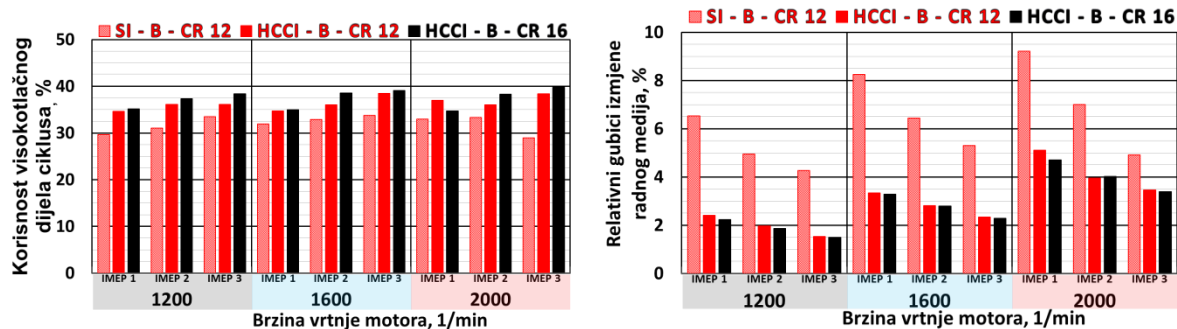 SI - B - CR 12 HCCI - B - CR 12 HCCI - B - CR 16
Korisnost visokotlačnog
dijela ciklusa, %
50
40
30
20
10
0
IMEP 1 IMEP 2 IMEP 3 IMEP 1 IMEP 2 IMEP 3 IMEP 1 IMEP 2 IMEP 3
1200 1600 2000
Brzina vrtnje motora, 1/min
SI - B - CR 12 HCCI - B - CR 12 HCCI - B - CR 16
Relativni gubici izmjene
radnog medija, %
10
8
6
4
2
0
IMEP 1 IMEP 2 IMEP 3 IMEP 1 IMEP 2 IMEP 3 IMEP 1 IMEP 2 IMEP 3
1200 1600 2000
Brzina vrtnje motora, 1/min